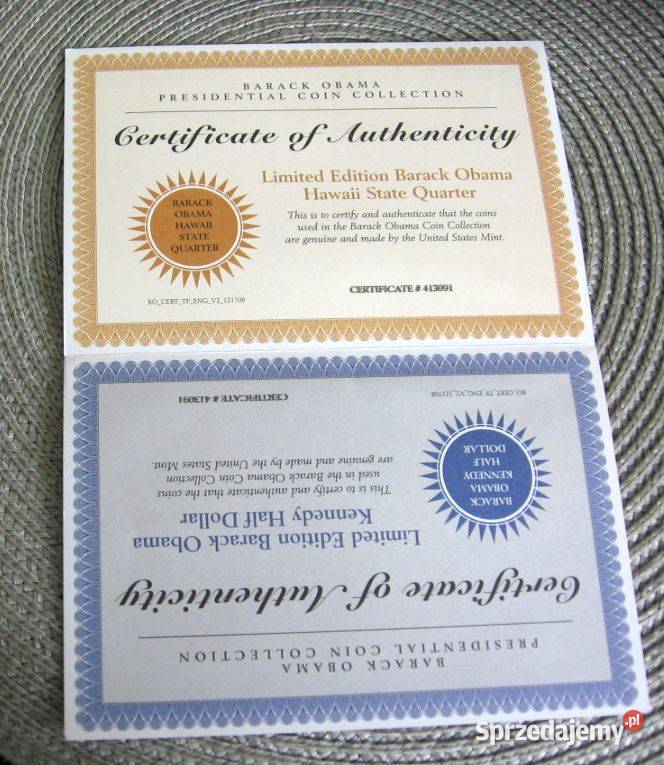 BARACK OBAMA
PRESIDENTIAL COIN COLLECTION
Certificate of Authenticity
Limited Edition Barack Obama
Hawaii State Quarter
BARACK
OBAMA
HAWAII
STATE
QUARTER
This is to certify and authenticate that the coins
used in the Barack Obama Coin Collection
are genuine and made by the United States Mint.
CERTIFICATE # 413091
BO_CERT_TP_ENG_V2_121708
BARACK OBAMA
PRESIDENTIAL COIN COLLECTION
Certificate of Authenticity
Limited Edition Barack Obama
Kennedy Half Dollar
BARACK
OBAMA
KENNEDY
HALF
DOLLAR
This is to certify and authenticate that the coins
used in the Barack Obama Coin Collection
are genuine and made by the United States Mint.
CERTIFICATE # 413091
BO_CERT_TP_ENG_V2_121708
Sprzedajemy.pl